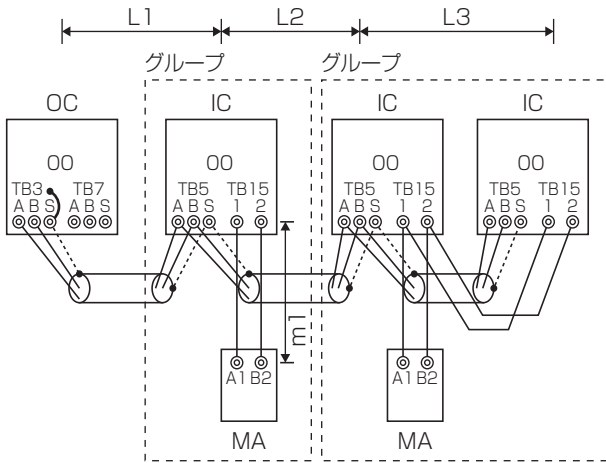 L1 L2 L3
グループ グループ
OC IC IC IC
00 00 00 00
TB3 TB7 TB5 TB15 TB5 TB15 TB5 TB15
A B S A B S A B S 1 2 A B S 1 2 A B S 1 2
m1
A1 B2 A1 B2
MA MA